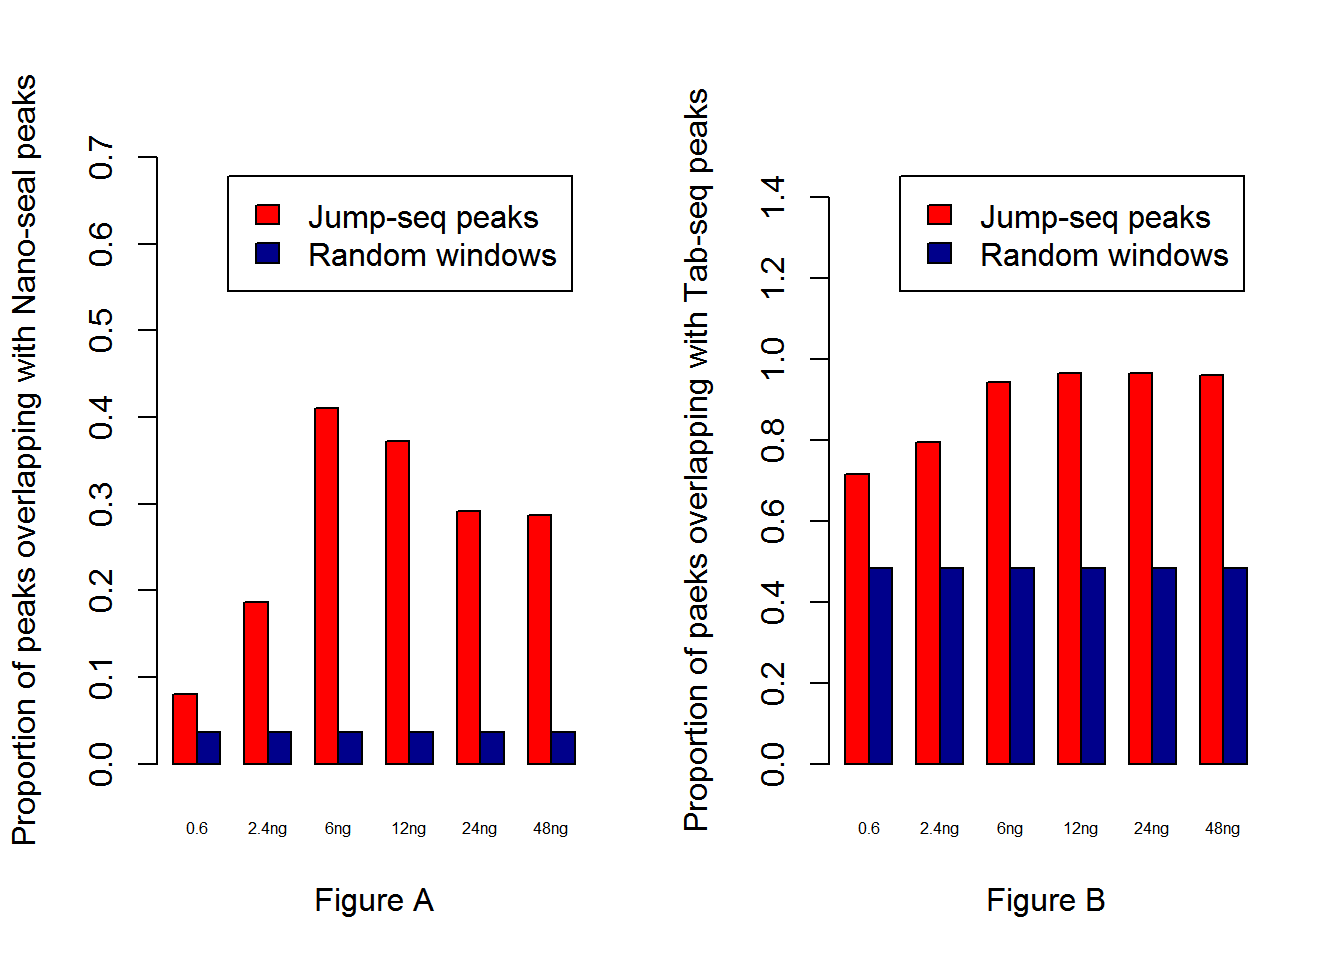 Proportion of peaks overlapping with Nano-seal peaks
0.0
0.1
0.2
0.3
0.4
0.5
0.6
0.7
Jump-seq peaks
Random windows
0.6
2.4ng
6ng
12ng
24ng
48ng
Figure A
Proportion of paeks overlapping with Tab-seq peaks
0.0
0.2
0.4
0.6
0.8
1.0
1.2
1.4
Jump-seq peaks
Random windows
0.6
2.4ng
6ng
12ng
24ng
48ng
Figure B